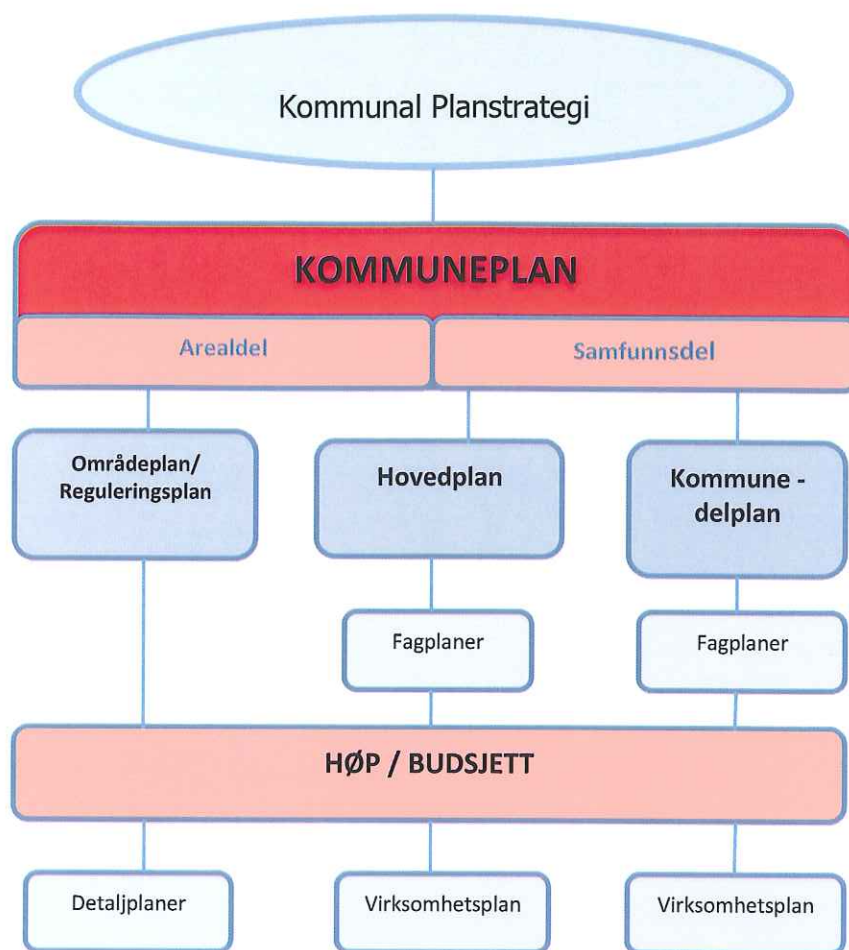 Kommunal Planstrategi
KOMMUNEPLAN
Arealdel
Samfunnsdel
Områdeplan/
Reguleringsplan
Hovedplan
Kommune -
delplan
Fagplaner
Fagplaner
HØP / BUDSJETT
Detaljplaner
Virksomhetsplan
Virksomhetsplan